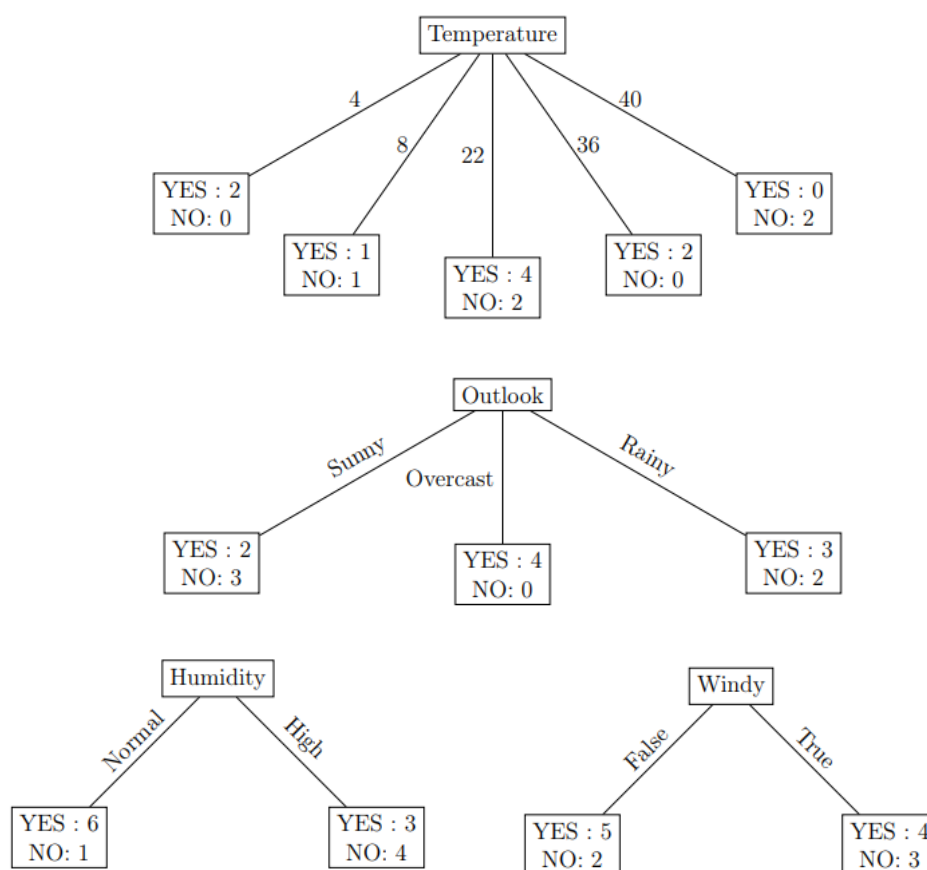 Temperature
4
8
22
36
40
YES : 2
NO: 0
YES : 1
NO: 1
YES : 4
NO: 2
YES : 2
NO: 0
YES : 0
NO: 2
Outlook
Sunny
Overcast
Rainy
YES : 2
NO: 3
YES : 4
NO: 0
YES : 3
NO: 2
Humidity
Normal
High
YES : 6
NO: 1
YES : 3
NO: 4
Windy
False
True
YES : 5
NO: 2
YES : 4
NO: 3